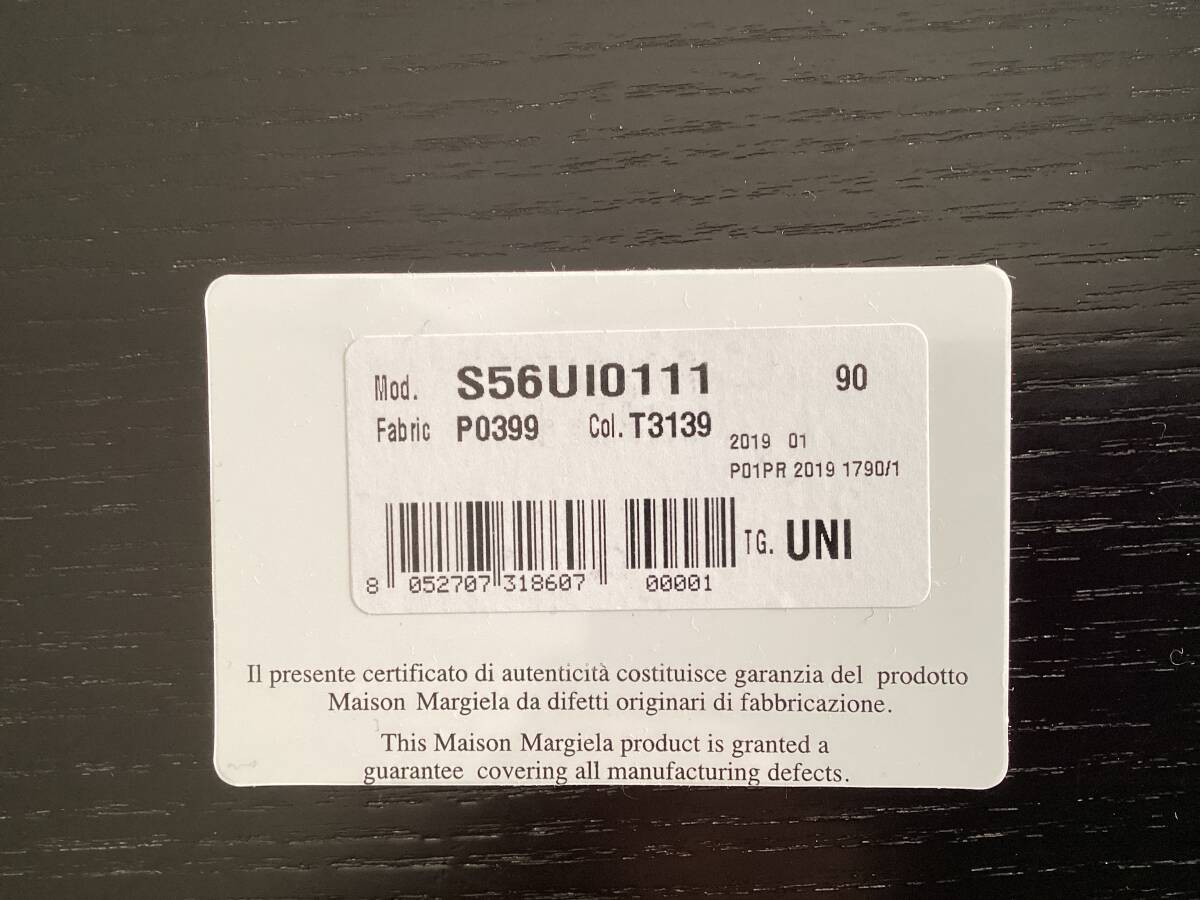 Mod. S56UI0111 90
Fabric P0399 Col. T3139
2019 01
P01PR 2019 1790/1
TG. UNI
8 052707 318607 00001
Il presente certificato di autenticità costituisce garanzia del prodotto
Maison Margiela da difetti originari di fabbricazione.
This Maison Margiela product is granted a
guarantee covering all manufacturing defects.